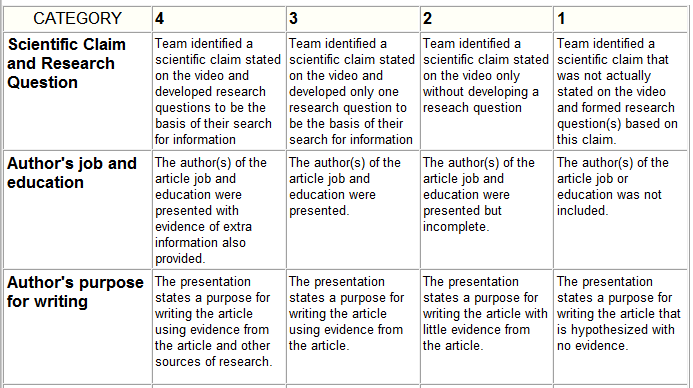 CATEGORY 4 3 2 1
Scientific Claim
and Research
Question
Team identified a
scientific claim stated
on the video and
developed research
questions to be the
basis of their search
for information
Team identified a
scientific claim stated
on the video and
developed only one
research question to
be the basis of their
search for information
Team identified a
scientific claim stated
on the video only
without developing a
reseach question
Team identified a
scientific claim that
was not actually
stated on the video
and formed research
question(s) based on
this claim.
Author's job and
education
The author(s) of the
article job and
education were
presented with
evidence of extra
information also
provided.
The author(s) of the
article job and
education were
presented.
The author(s) of the
article job and
education were
presented but
incomplete.
The author(s) of the
article job or
education was not
included.
Author's purpose
for writing
The presentation
states a purpose for
writing the article
using evidence from
the article and other
sources of research.
The presentation
states a purpose for
writing the article
using evidence from
the article.
The presentation
states a purpose for
writing the article with
little evidence from
the article.
The presentation
states a purpose for
writing the article that
is hypothesized with
no evidence.